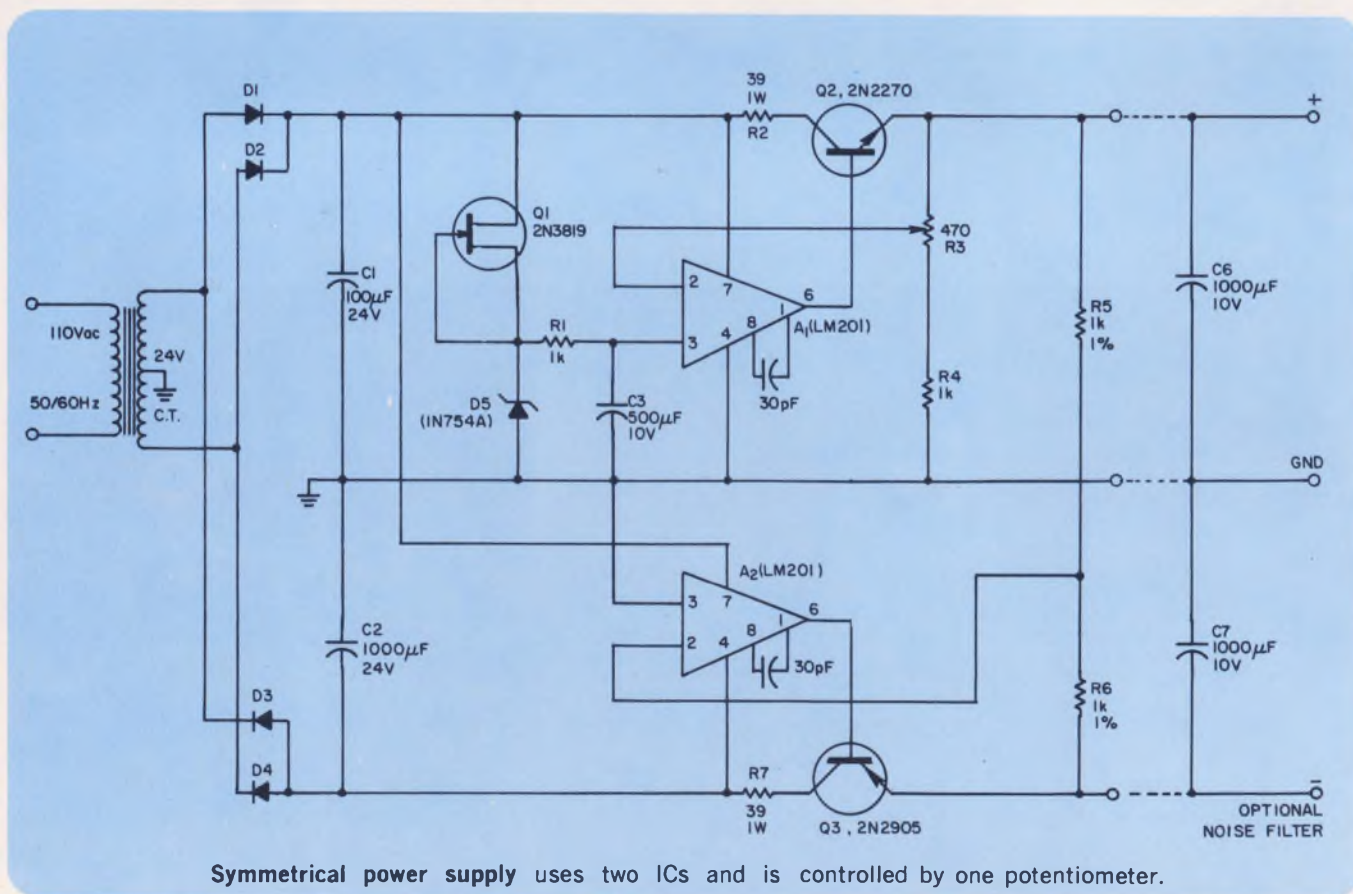 D1
D2
39
1W
R2
Q2, 2N2270
+
Q1
2N3819
470
R3
C1
100µF
24V
2
3
7
4
8
1
6
A1(LM201)
30pF
C6
1000µF
10V
110Vac
24V
50/60Hz
C.T.
R1
1k
R5
1k
1%
D5
(1N754A)
C3
500µF
10V
R4
1k
GND
A2(LM201)
3
2
7
4
8
1
6
30pF
C2
1000µF
24V
C7
1000µF
10V
D3
D4
R6
1k
1%
R7
39
1W
Q3, 2N2905
–
OPTIONAL
NOISE FILTER
Symmetrical power supply uses two ICs and is controlled by one potentiometer.